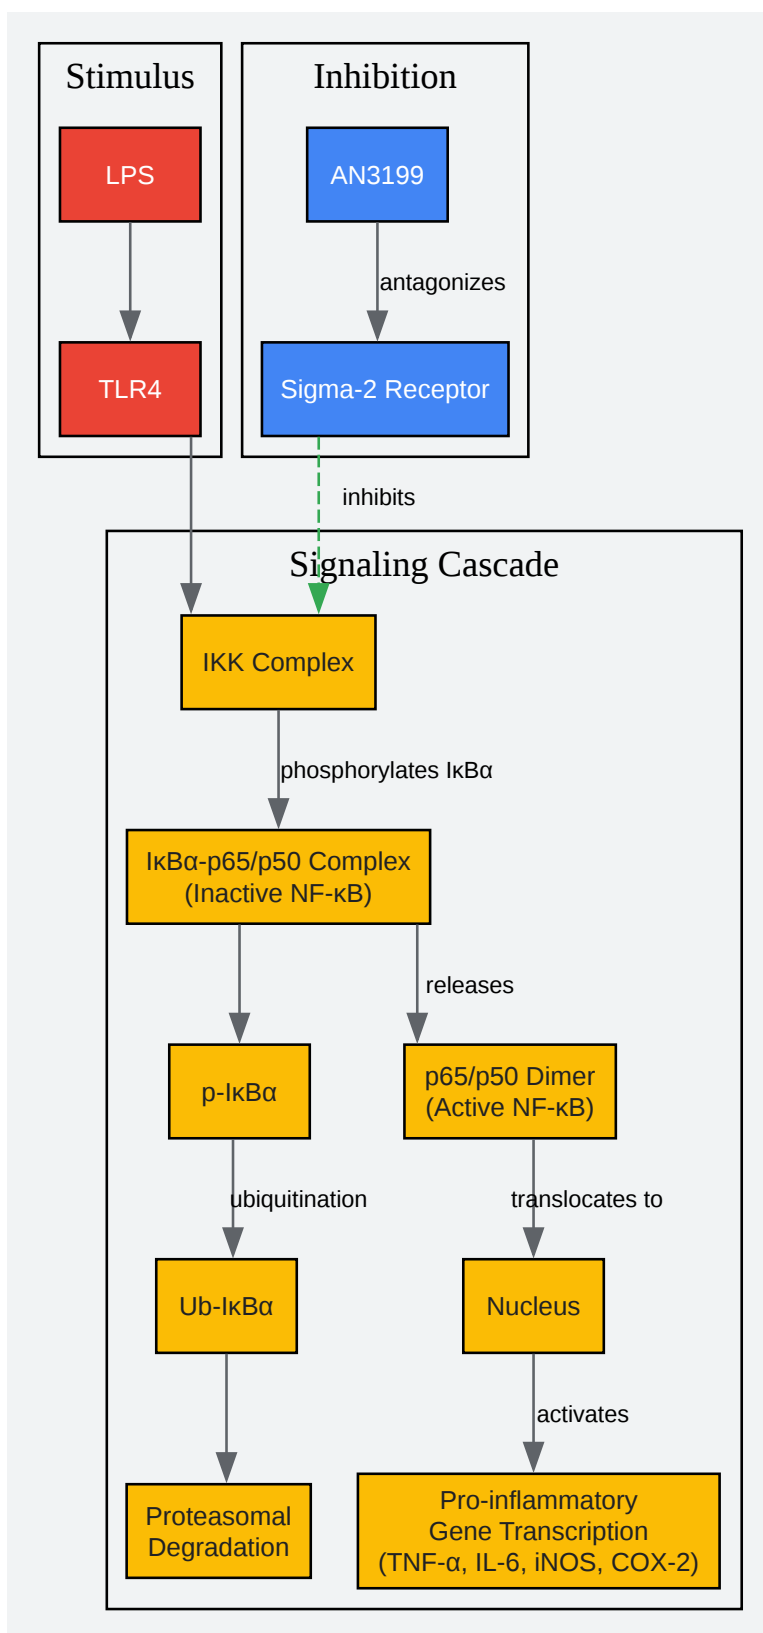 Stimulus
Inhibition
LPS
AN3199
antagonizes
TLR4
Sigma-2 Receptor
inhibits
Signaling Cascade
IKK Complex
phosphorylates IκBα
IκBα-p65/p50 Complex
(Inactive NF-κB)
releases
p-IκBα
p65/p50 Dimer
(Active NF-κB)
ubiquitination
translocates to
Ub-IκBα
Nucleus
activates
Proteasomal
Degradation
Pro-inflammatory
Gene Transcription
(TNF-α, IL-6, iNOS, COX-2)